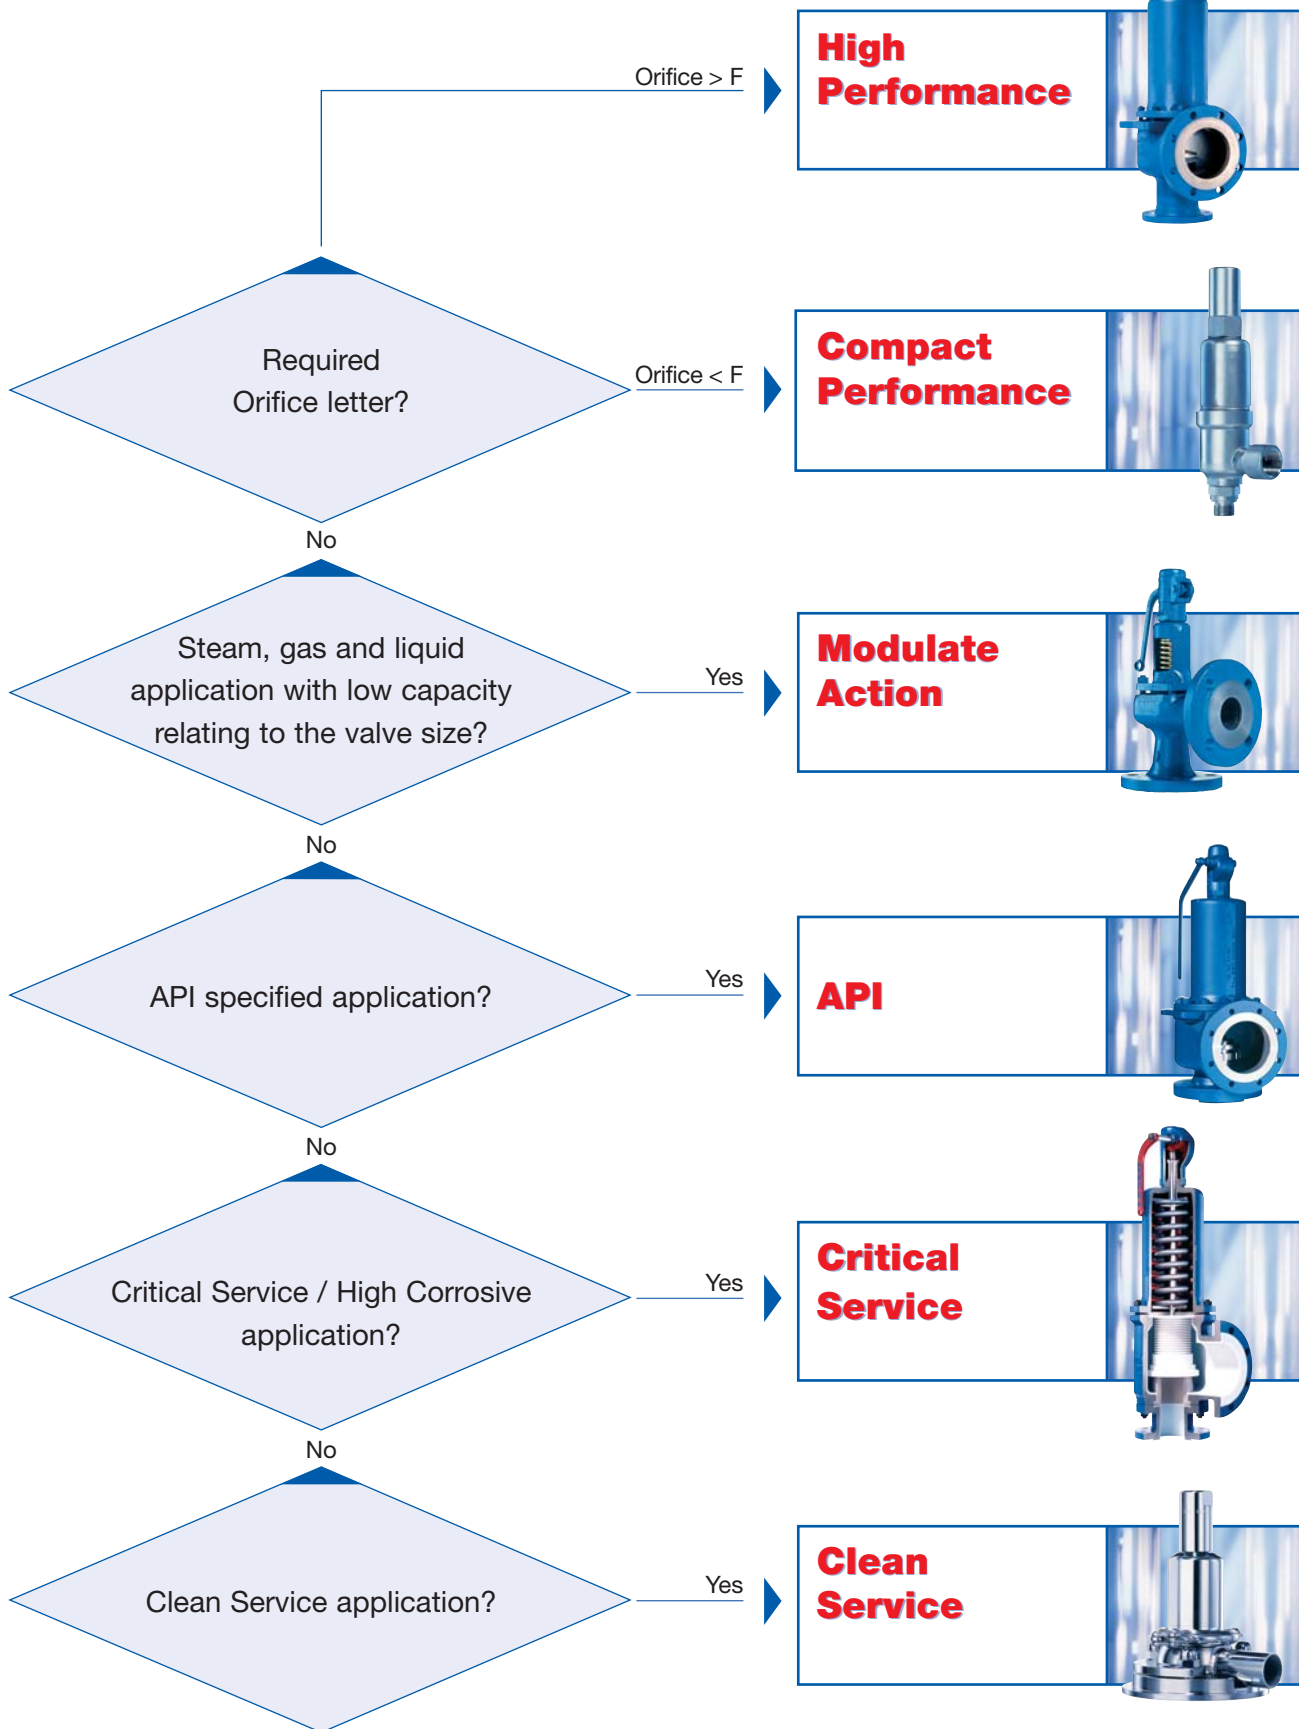 Orifice > F
High
Performance
Required
Orifice letter?
Orifice < F
Compact
Performance
No
Steam, gas and liquid
application with low capacity
relating to the valve size?
Yes
Modulate
Action
No
API specified application?
Yes
API
No
Critical Service / High Corrosive
application?
Yes
Critical
Service
No
Clean Service application?
Yes
Clean
Service